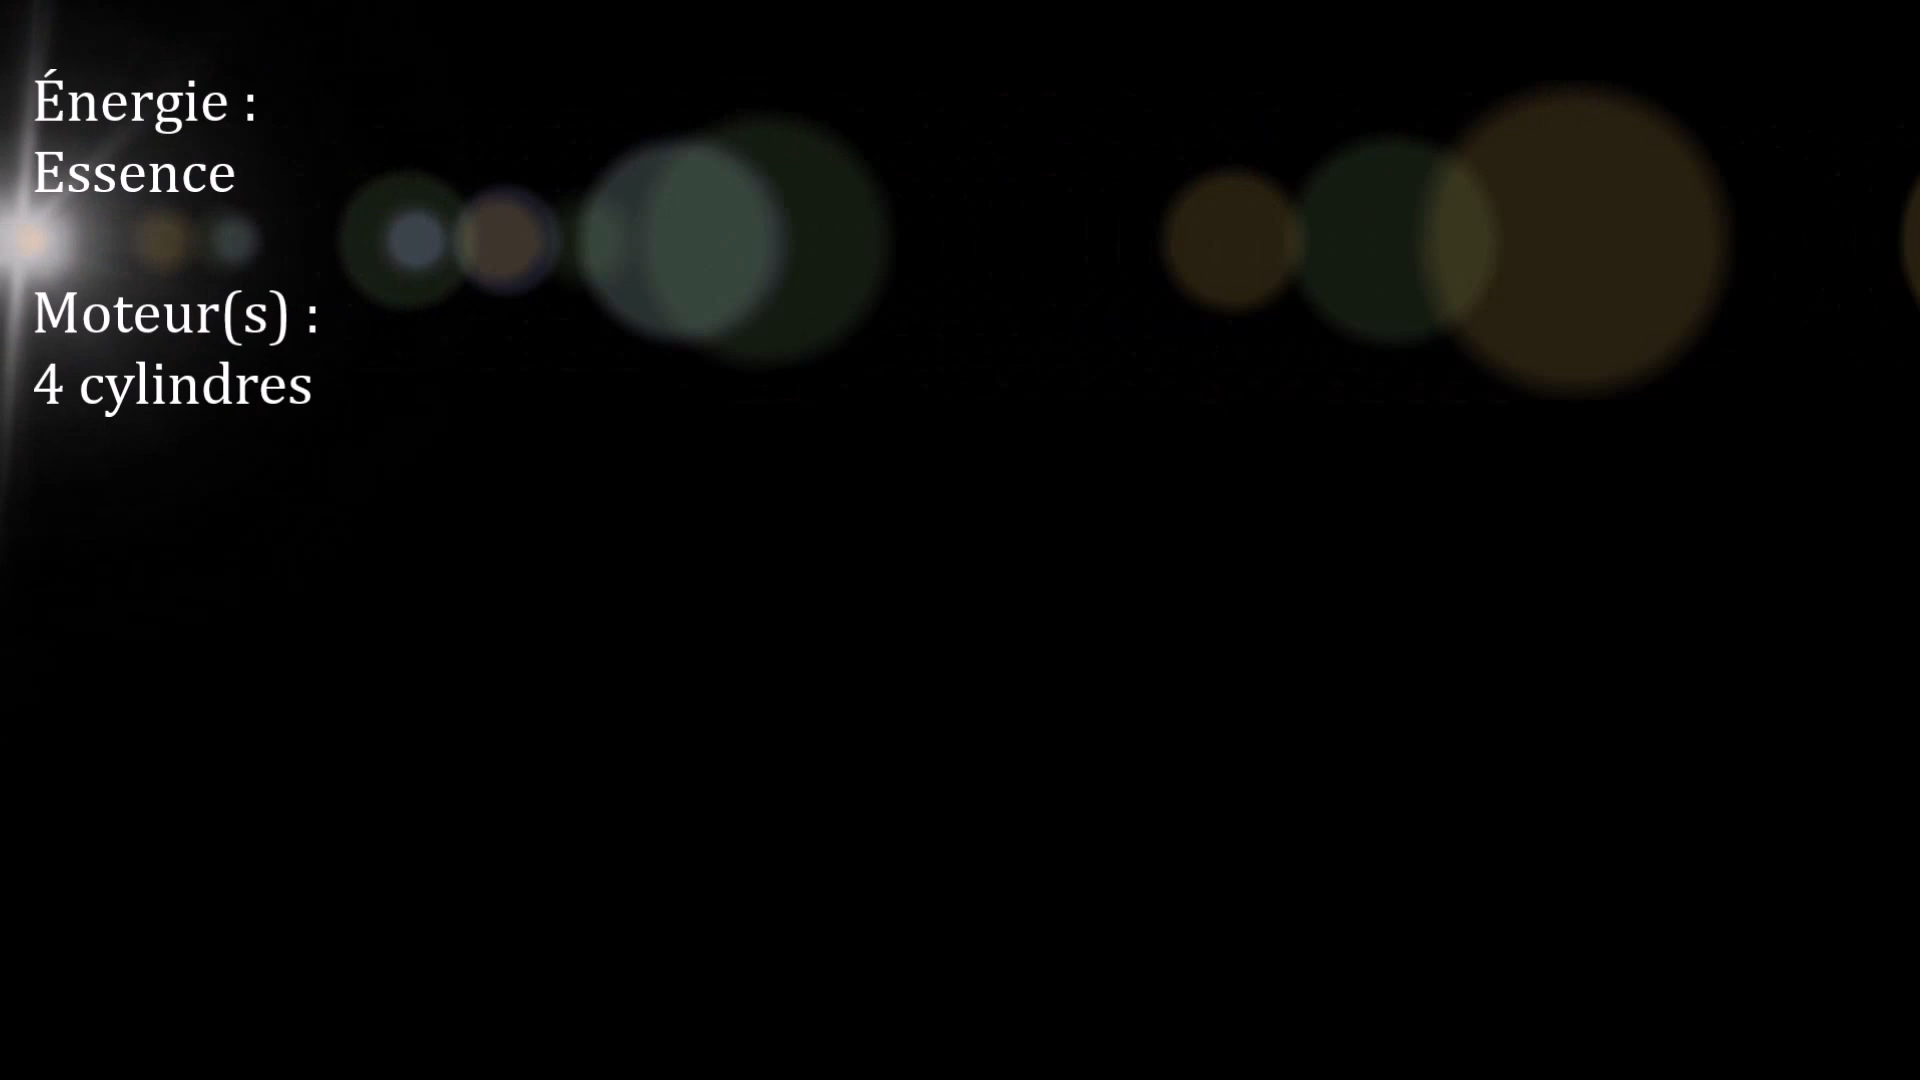 Énergie :
Essence
Moteur(s) :
4 cylindres